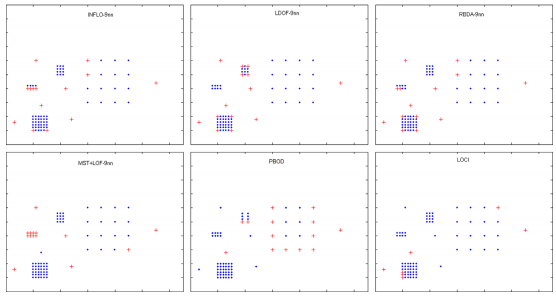 INFLO-9nn
LDOF-9nn
RBDA-9nn
MST+LOF-9nn
PBOD
LOCI